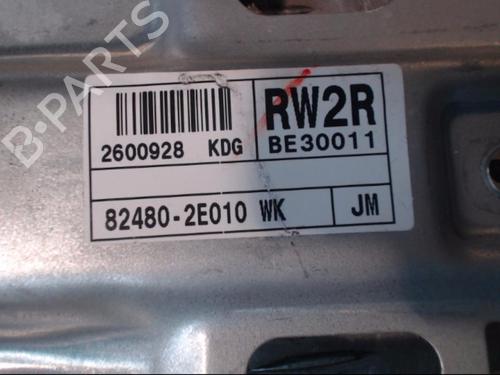 B-PARTS
RW2R
2600928 KDG
BE30011
82480-2E010 WK
JM